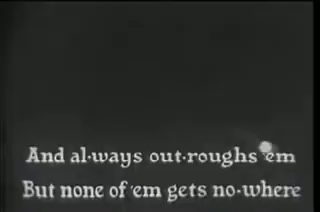 And al-ways out-roughs 'em
But none of 'em gets no-where